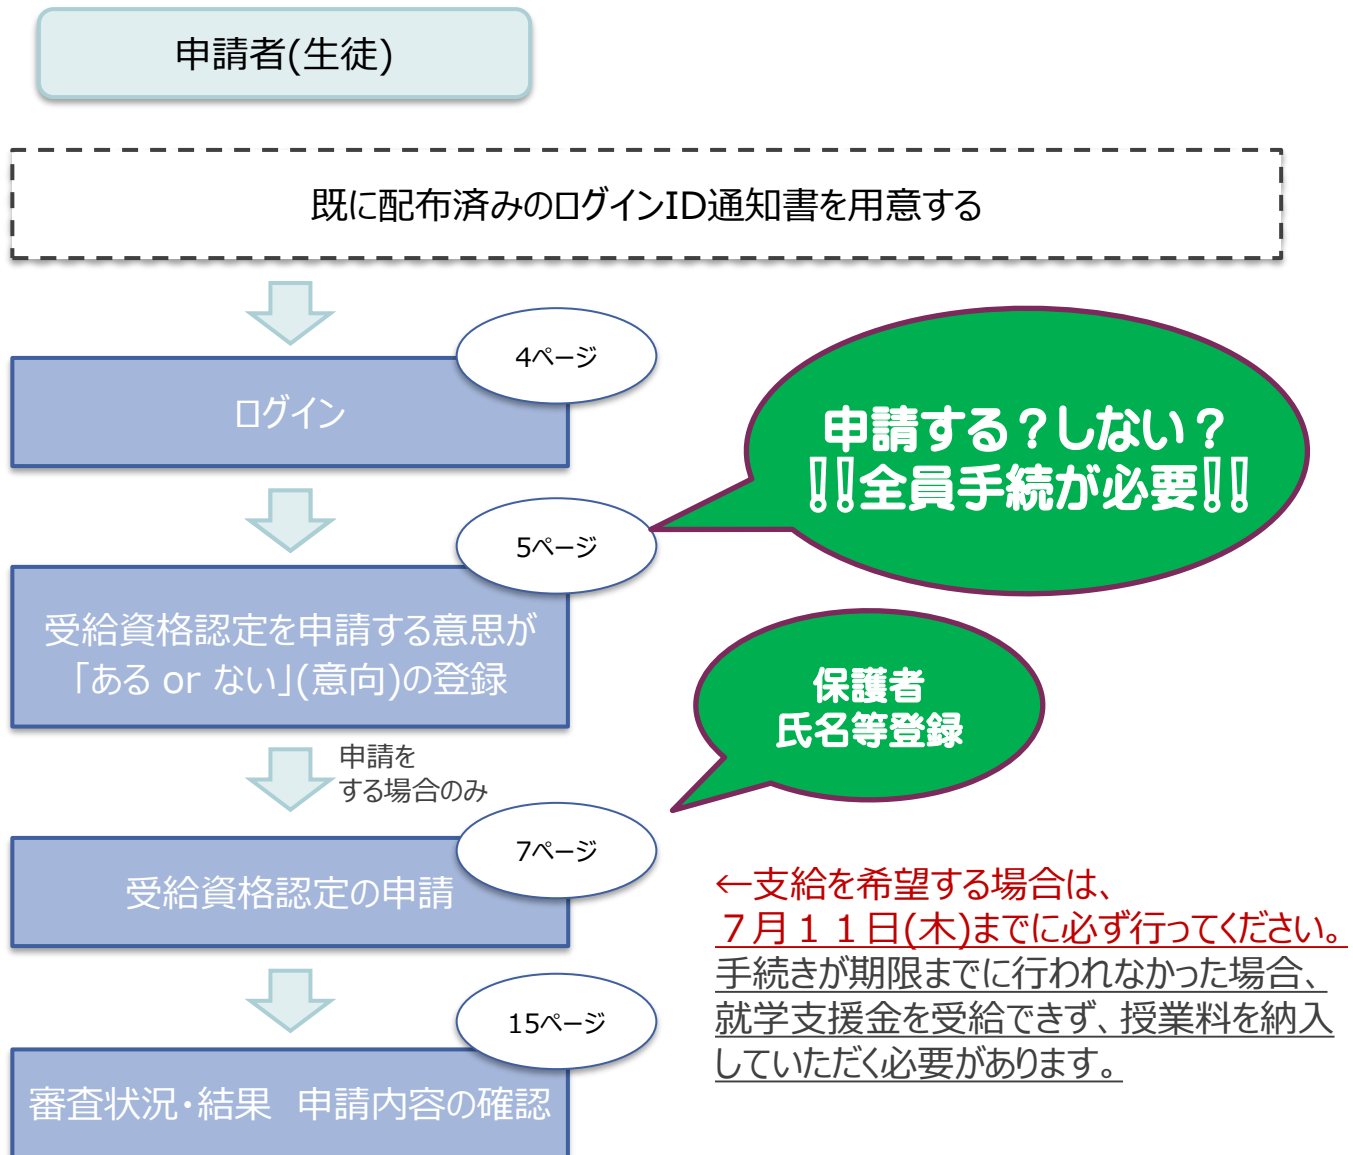 申請者(生徒)
既に配布済みのログインID通知書を用意する
4ページ
ログイン
申請する？しない？
‼全員手続が必要‼
5ページ
受給資格認定を申請する意思が
「ある or ない」(意向)の登録
保護者
氏名等登録
申請を
する場合のみ
7ページ
受給資格認定の申請
←支給を希望する場合は、
７月１１日(木)までに必ず行ってください。
手続きが期限までに行われなかった場合、
就学支援金を受給できず、授業料を納入
していただく必要があります。
15ページ
審査状況・結果　申請内容の確認